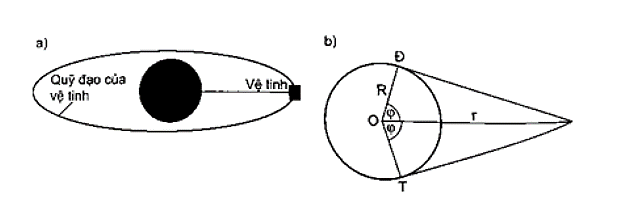 a)
Quỹ đạo của
vệ tinh
Vệ tinh
b)
Đ
R
φ
O
r
φ
T